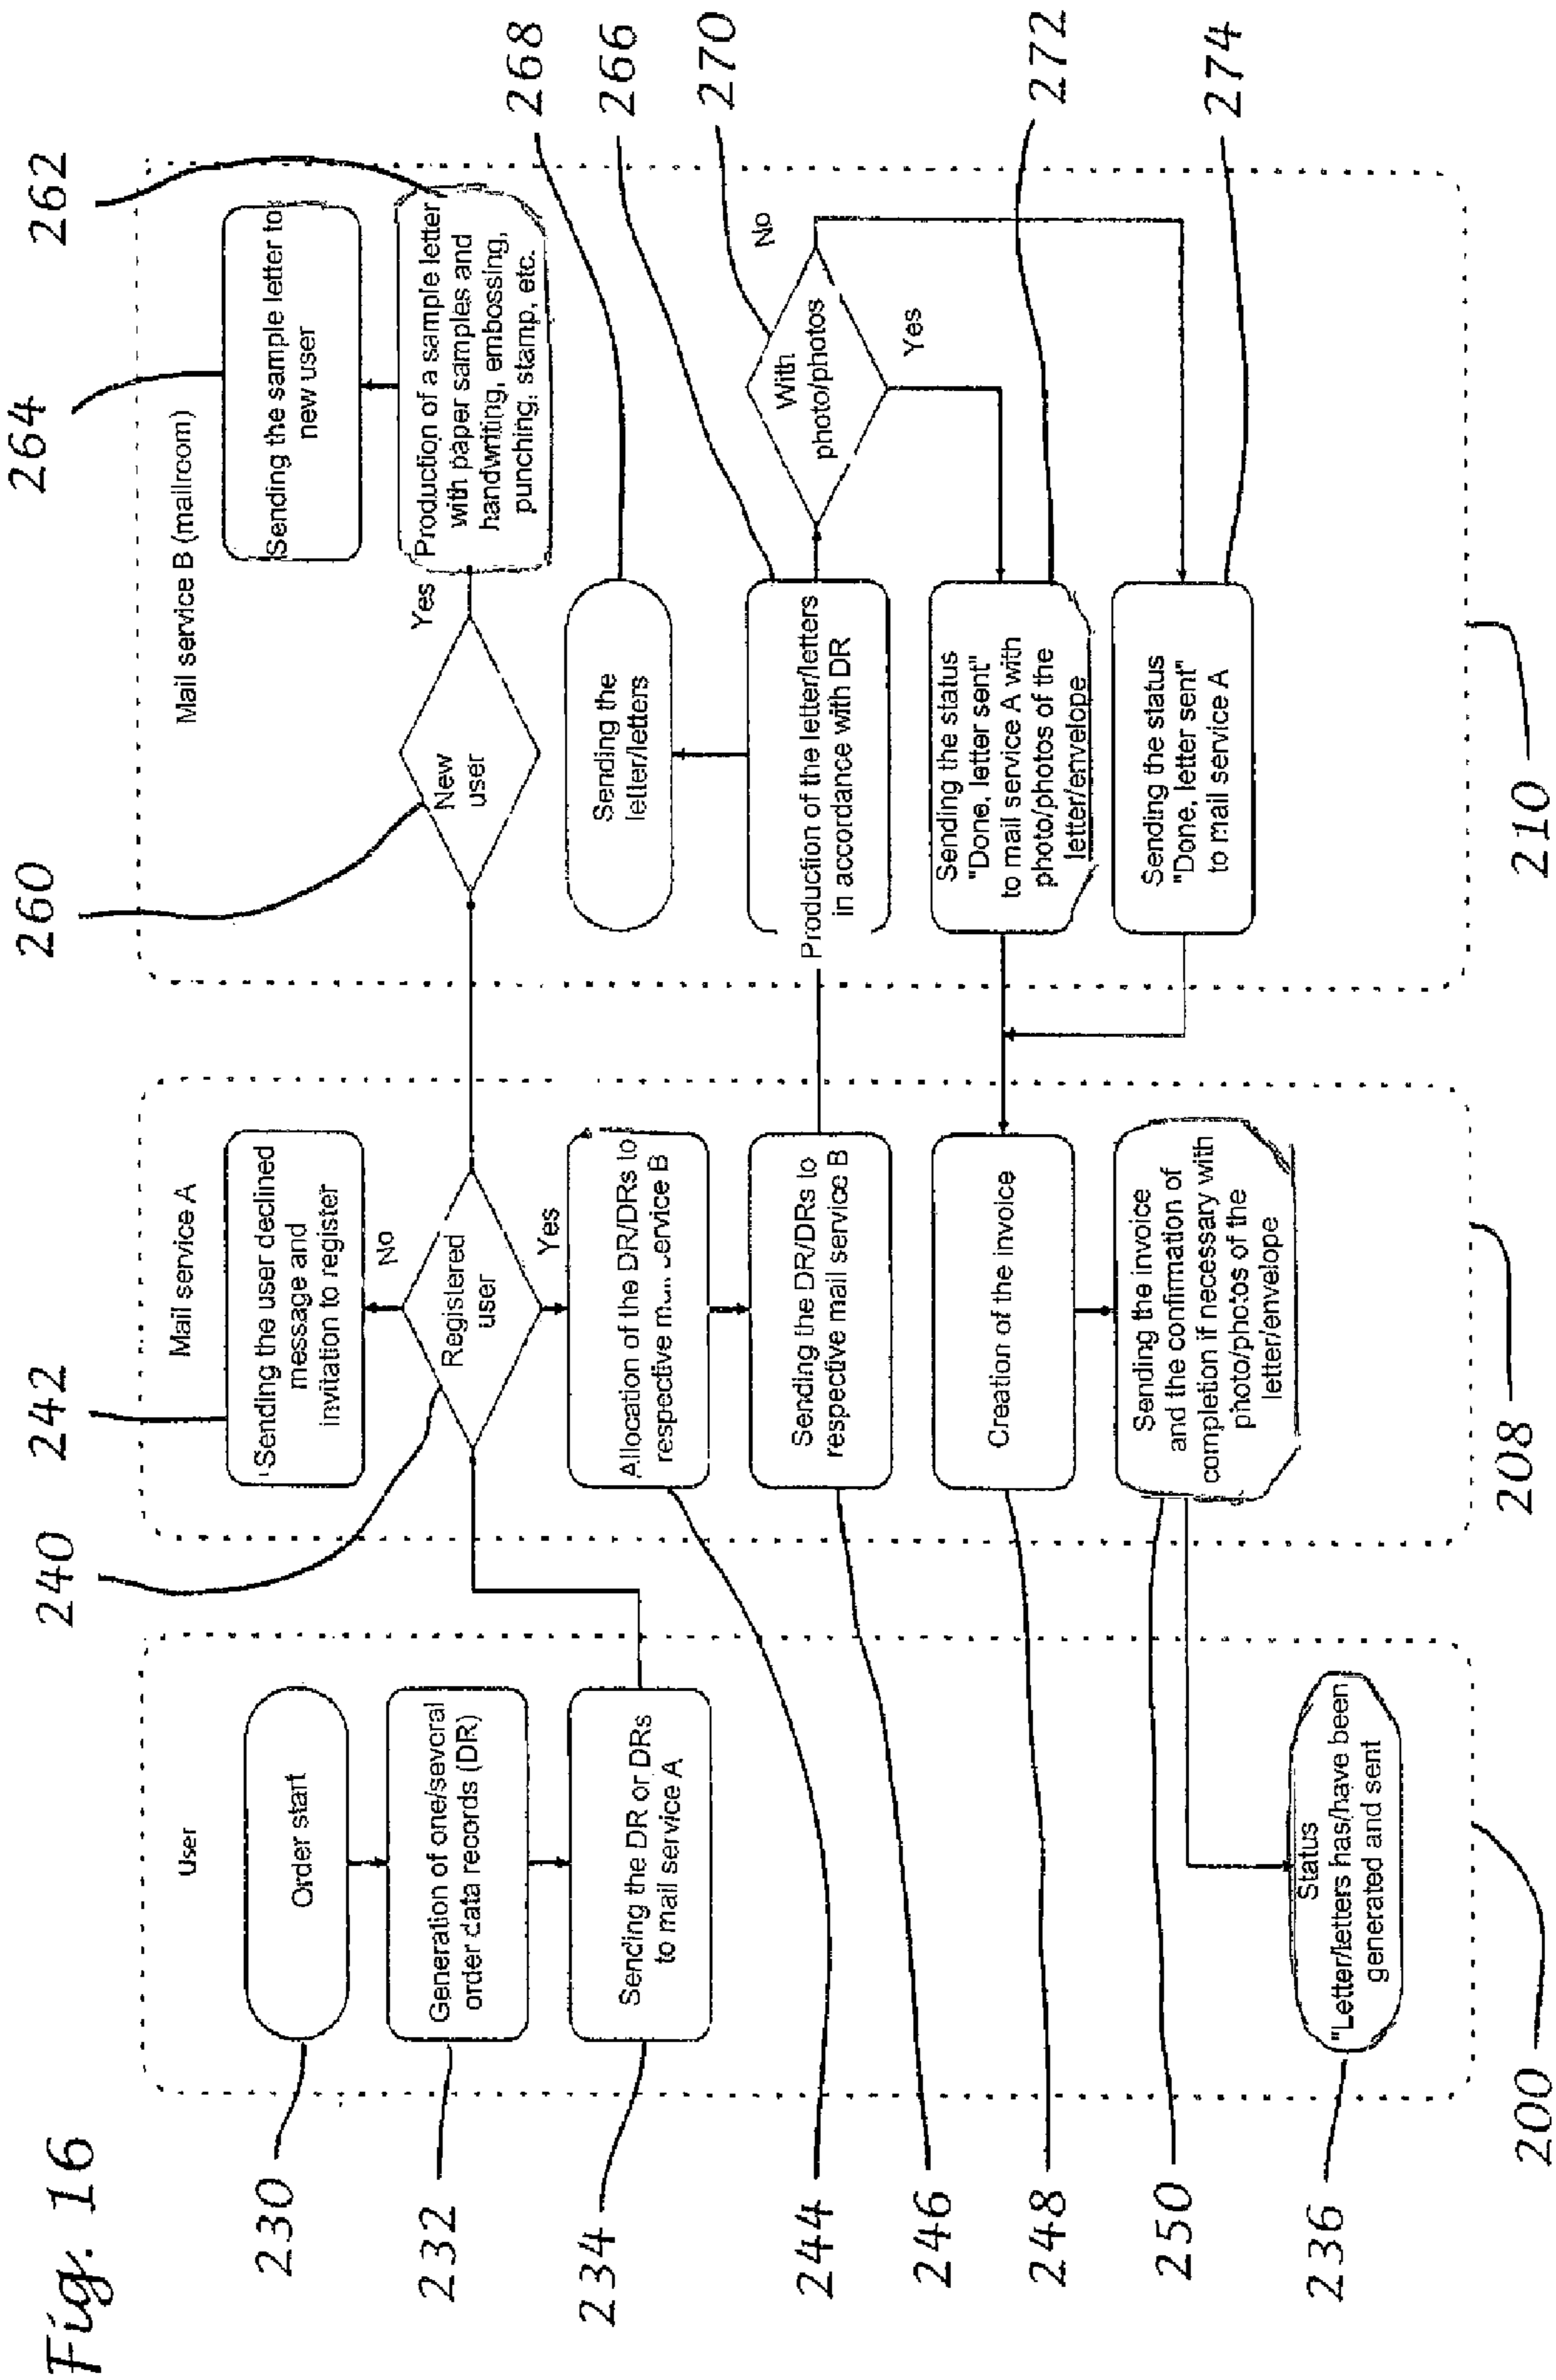 Fig. 16
User
Order start
Generation of one/several
order data records (DR)
Sending the DR or DRs
to mail service A
Status
"Letter/letters has/have been
generated and sent
230
232
234
236
200
Mail service A
Sending the user declined
message and
invitation to register
No
Registered
user
Yes
Allocation of the DR/DRs to
respective mail service B
Sending the DR/DRs to
respective mail service B
Creation of the invoice
Sending the invoice
and the confirmation of
completion if necessary with
photo/photos of the
letter/envelope
240
242
244
246
248
250
208
Mail service B (mailroom)
Sending the sample letter to
new user
Production of a sample letter
with paper samples and
handwriting, embossing,
punching, stamp, etc.
Yes
New
user
Sending the
letter/letters
Production of the letter/letters
in accordance with DR
With
photo/photos
No
Yes
Sending the status
"Done, letter sent"
to mail service A with
photo/photos of the
letter/envelope
Sending the status
"Done, letter sent"
to mail service A
260
264
262
268
266
270
272
274
210